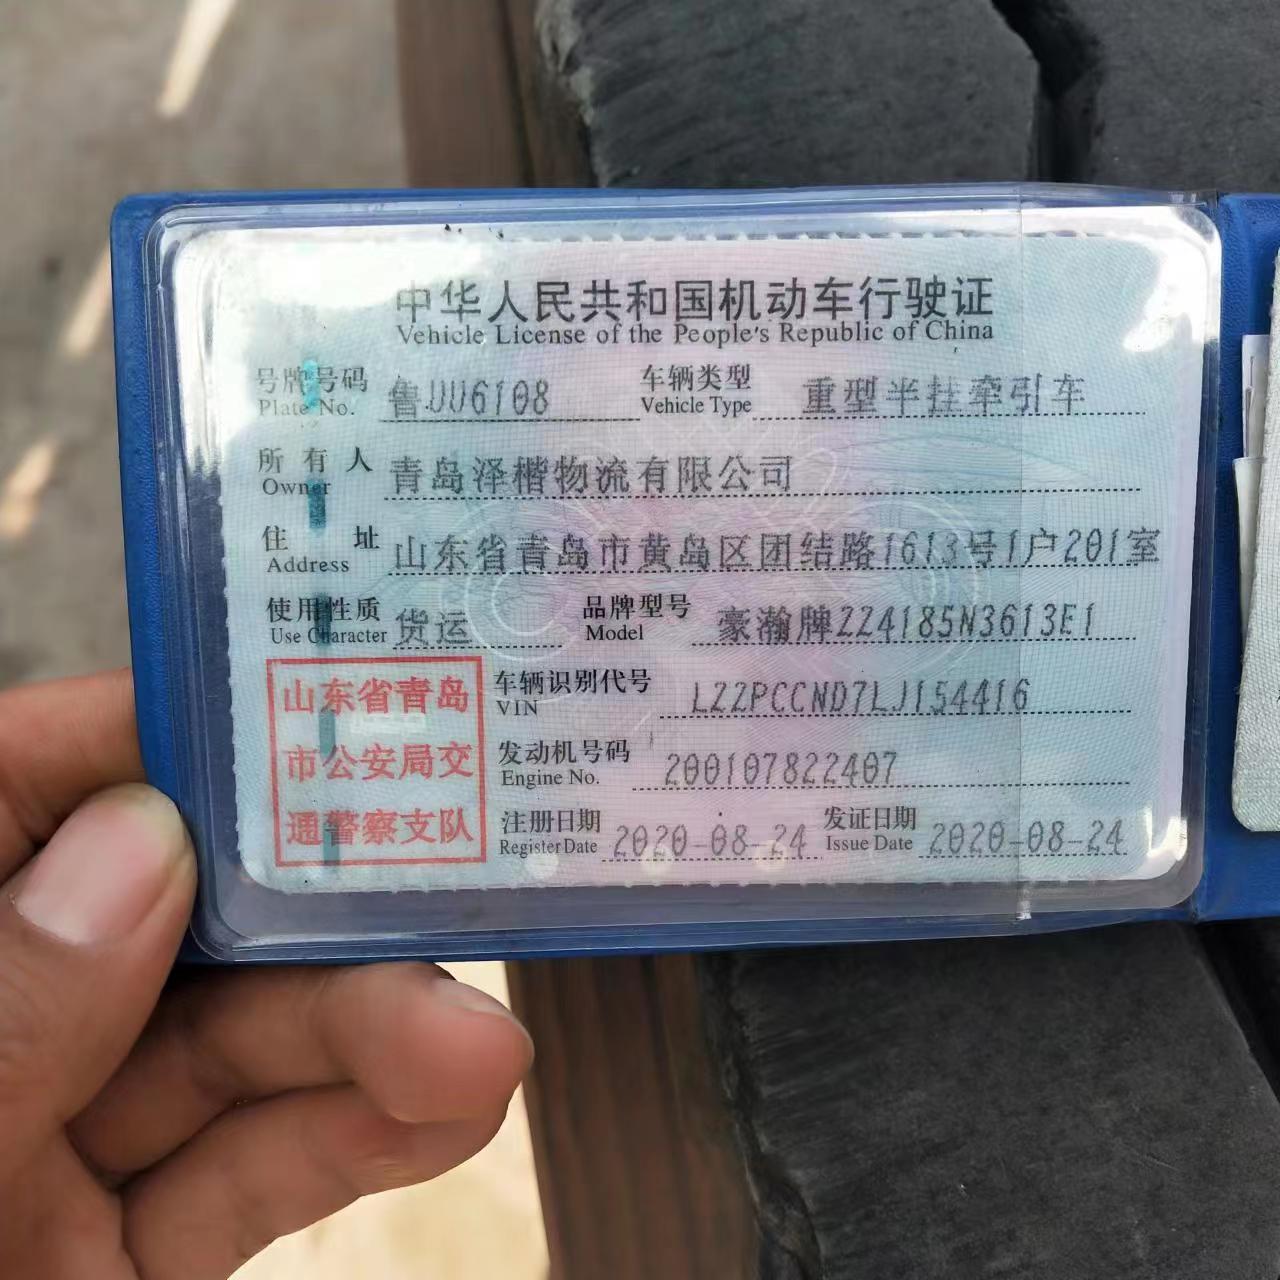 中华人民共和国机动车行驶证
Vehicle License of the People's Republic of China
号牌号码 鲁UU6108 车辆类型 重型半挂牵引车
Plate No. Vehicle Type
所有人 青岛泽楷物流有限公司
Owner
住址 山东省青岛市黄岛区团结路1613号1户201室
Address
使用性质 货运 品牌型号 豪瀚牌ZZ4185N3613E1
Use Character Model
山东省青岛
市公安局交
通警察支队
车辆识别代号 LZZPCCND7LJ154416
VIN
发动机号码 200107822407
Engine No.
注册日期 2020-08-24 发证日期 2020-08-24
Register Date Issue Date